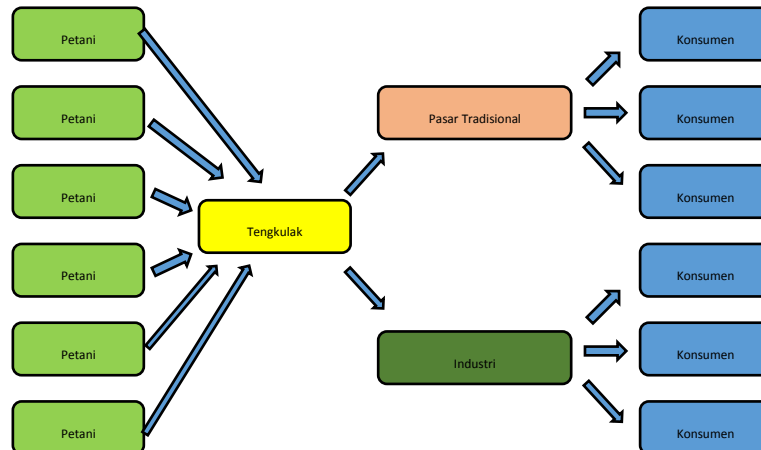 Petani
Konsumen
Petani
Pasar Tradisional
Konsumen
Petani
Konsumen
Tengkulak
Petani
Konsumen
Petani
Industri
Konsumen
Petani
Konsumen